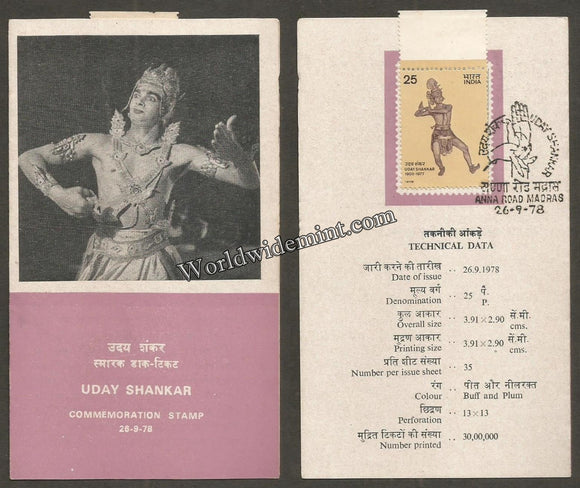 Worldwidemint.com
उदय शंकर
स्मारक डाक-टिकट
UDAY SHANKAR
COMMEMORATION STAMP
26-9-78
25 भारत
INDIA
उदय शंकर
UDAY SHANKAR
1900-1977
उदय शंकर UDAY SHANKAR
अण्णा रोड मद्रास
ANNA ROAD MADRAS
26-9-78
तकनीकी आंकड़े
TECHNICAL DATA
जारी करने की तारीख
Date of issue .. 26.9.1978
मूल्य वर्ग
Denomination .. 25 पै.
P.
कुल आकार
Overall size .. 3.91×2.90 सें.मी.
cms.
मुद्रण आकार
Printing size .. 3.91×2.90 सें.मी.
cms.
प्रति शीट संख्या
Number per issue sheet .. 35
रंग .. पीत और नीलरक्त
Colour Buff and Plum
छिद्रण
Perforation .. 13×13
मुद्रित टिकटों की संख्या
Number printed .. 30,00,000